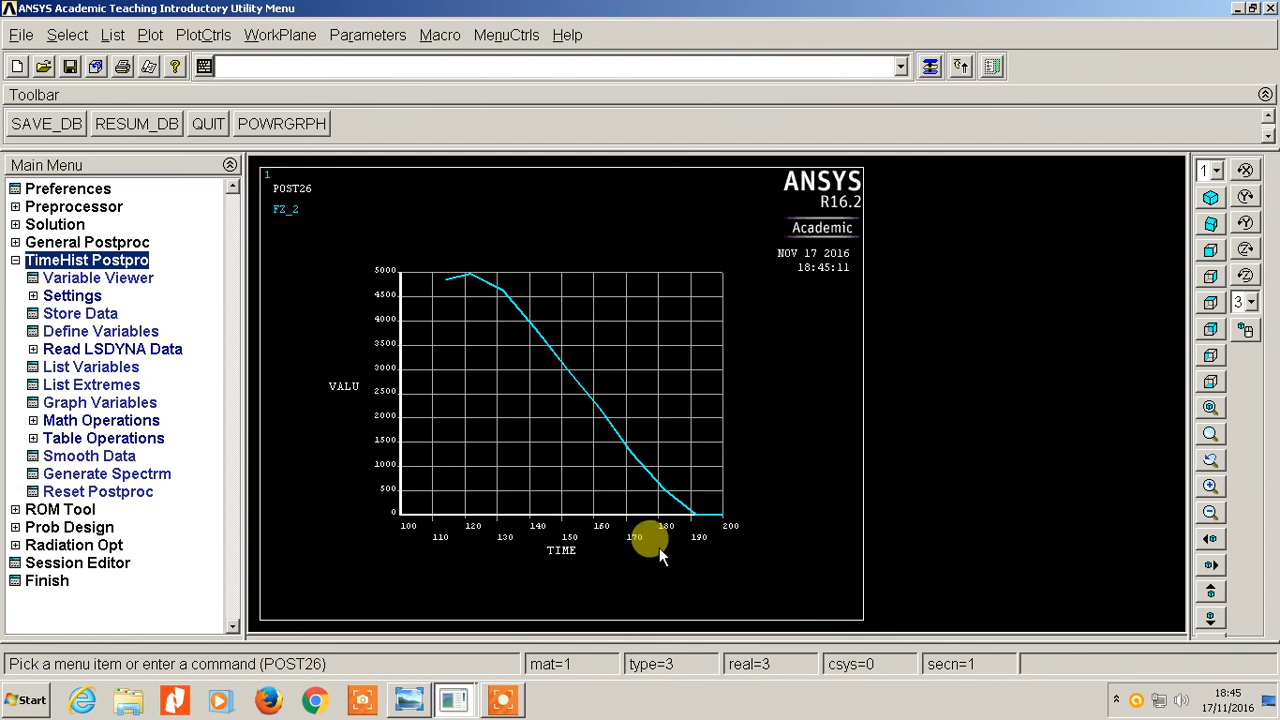 ANSYS Academic Teaching Introductory Utility Menu
File Select List Plot PlotCtrls WorkPlane Parameters Macro MenuCtrls Help
Toolbar
SAVE_DB RESUM_DB QUIT POWRGRPH
Main Menu
Preferences
Preprocessor
Solution
General Postproc
TimeHist Postpro
Variable Viewer
Settings
Store Data
Define Variables
Read LSDYNA Data
List Variables
List Extremes
Graph Variables
Math Operations
Table Operations
Smooth Data
Generate Spectrm
Reset Postproc
ROM Tool
Prob Design
Radiation Opt
Session Editor
Finish
1
POST26
FZ_2
ANSYS
R16.2
Academic
NOV 17 2016
18:45:11
5000
4500
4000
3500
3000
2500
2000
1500
1000
500
0
VALU
100 120 140 160 180 200
110 130 150 170 190
TIME
1
3
Pick a menu item or enter a command (POST26) mat=1 type=3 real=3 csys=0 secn=1
Start
18:45
17/11/2016